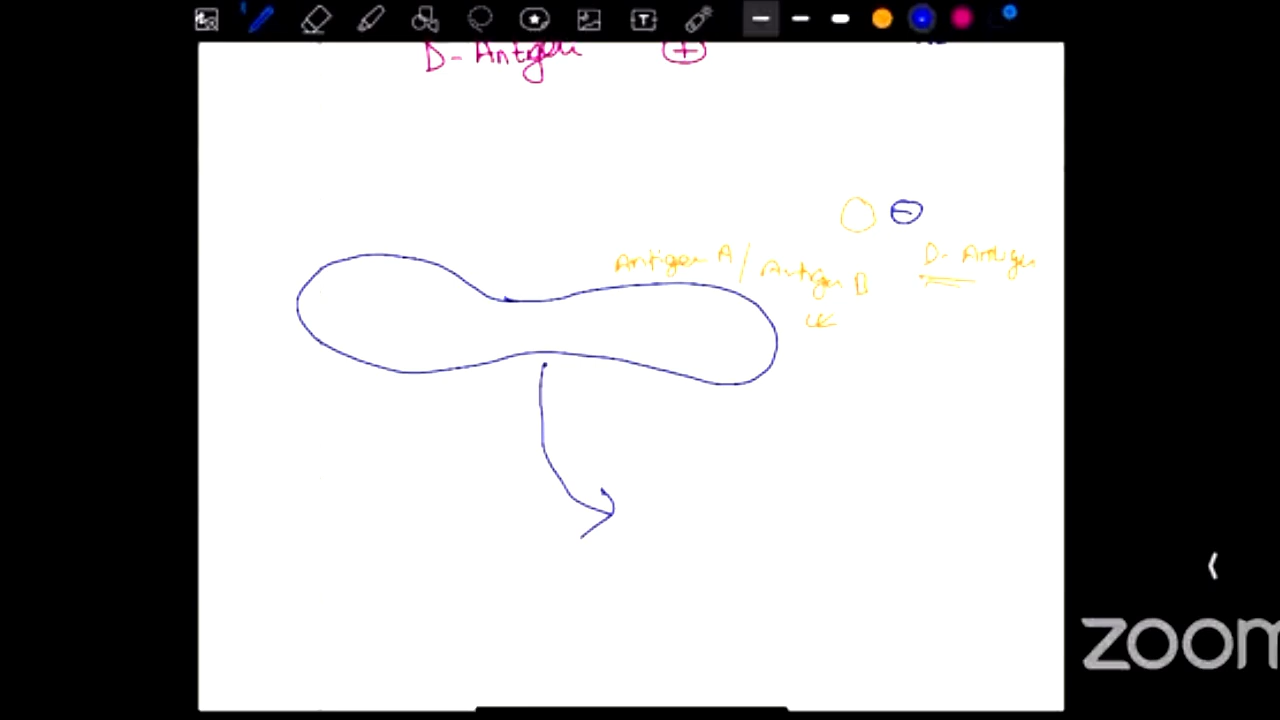 D- Antigen +
O -
Antigen A / Antigen B D- Antigen
zoom